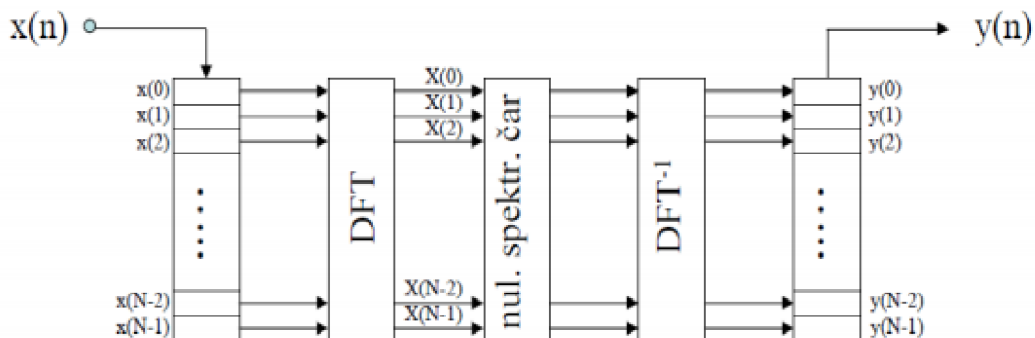 x(n)
y(n)
x(0)
x(1)
x(2)
x(N-2)
x(N-1)
DFT
X(0)
X(1)
X(2)
X(N-2)
X(N-1)
nul. spektr. čar
DFT-1
y(0)
y(1)
y(2)
y(N-2)
y(N-1)